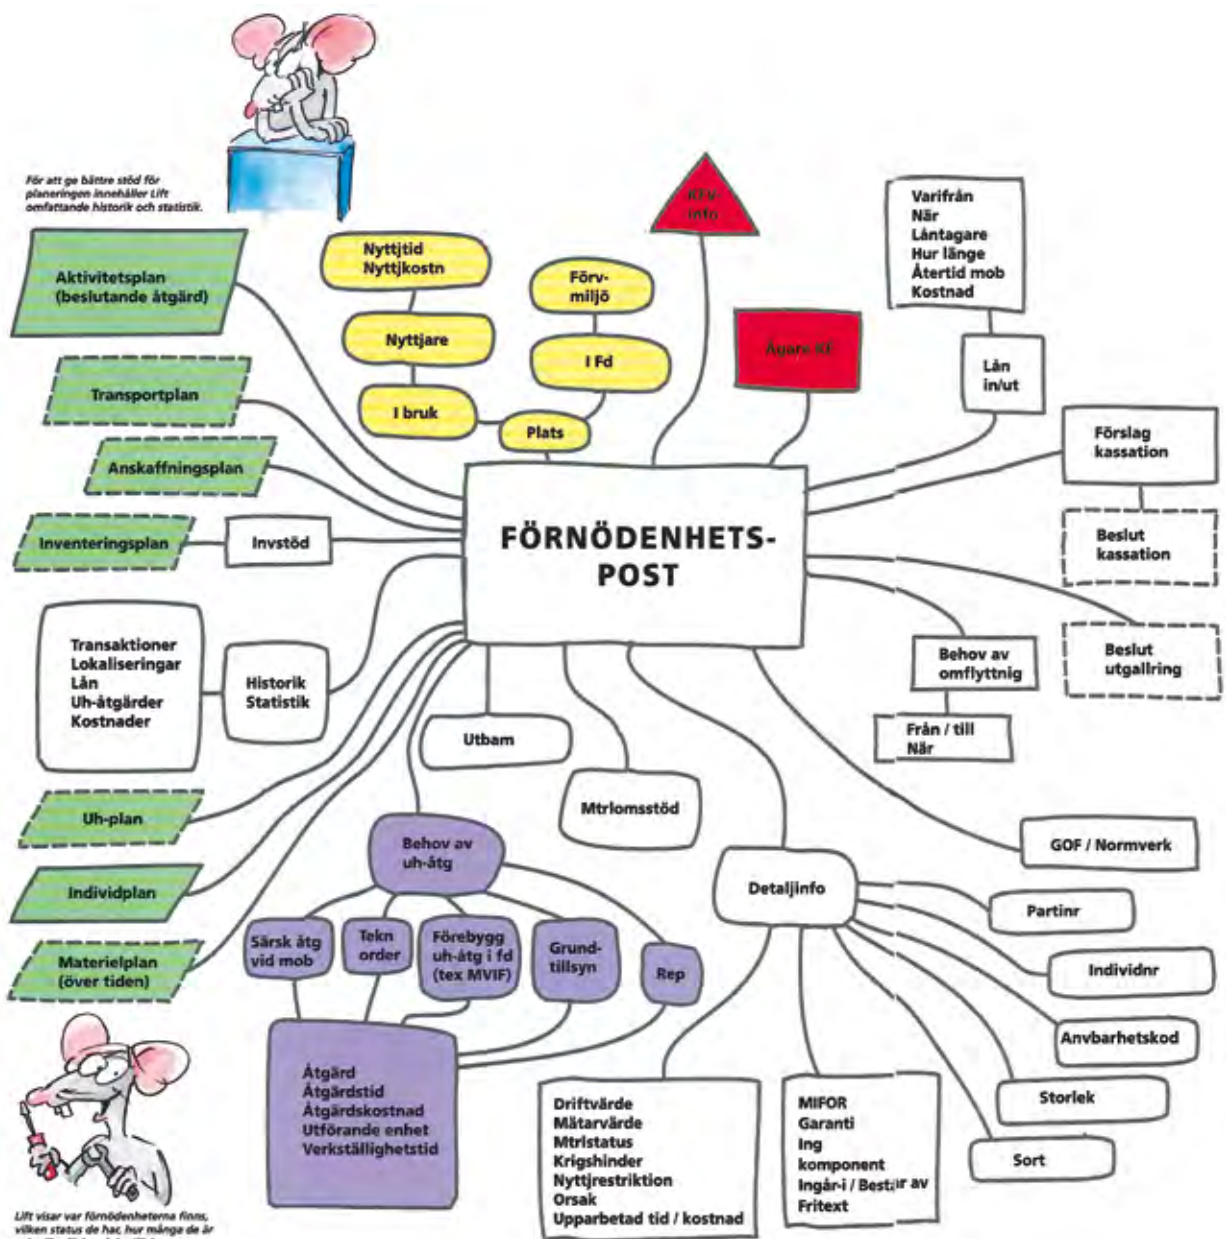 För att ge bättre stöd för
planeringen innehåller Lift
omfattande historik och statistik.
Aktivitetsplan
(beslutande åtgärd)
Transportplan
Anskaffningsplan
Inventeringsplan
Invstöd
Nyttjtid
Nyttjkostn
Nyttjare
I bruk
Förv-
miljö
I Fd
Plats
info
Ägare KF
Varifrån
När
Låntagare
Hur länge
Återtid mob
Kostnad
Lån
in/ut
Förslag
kassation
Beslut
kassation
FÖRNÖDENHETS-
POST
Beslut
utgallring
Behov av
omflyttnig
Från / till
När
Transaktioner
Lokaliseringar
Lån
Uh-åtgärder
Kostnader
Historik
Statistik
Utbam
Mtrlomsstöd
Uh-plan
Individplan
Materielplan
(över tiden)
Behov av
uh-åtg
Särsk åtg
vid mob
Tekn
order
Förebygg
uh-åtg i fd
(tex MVIF)
Grund-
tillsyn
Rep
Åtgärd
Åtgärdstid
Åtgärdskostnad
Utförande enhet
Verkställighetstid
Detaljinfo
GOF / Normverk
Partinr
Individnr
Anvbarhetskod
Storlek
Sort
Driftvärde
Mätarvärde
Mtrlstatus
Krigshinder
Nyttjrestriktion
Orsak
Upparbetad tid / kostnad
MIFOR
Garanti
Ing
komponent
Ingår-i / Består av
Fritext
Lift visar var förnödenheterna finns,
vilken status de har, hur många de är